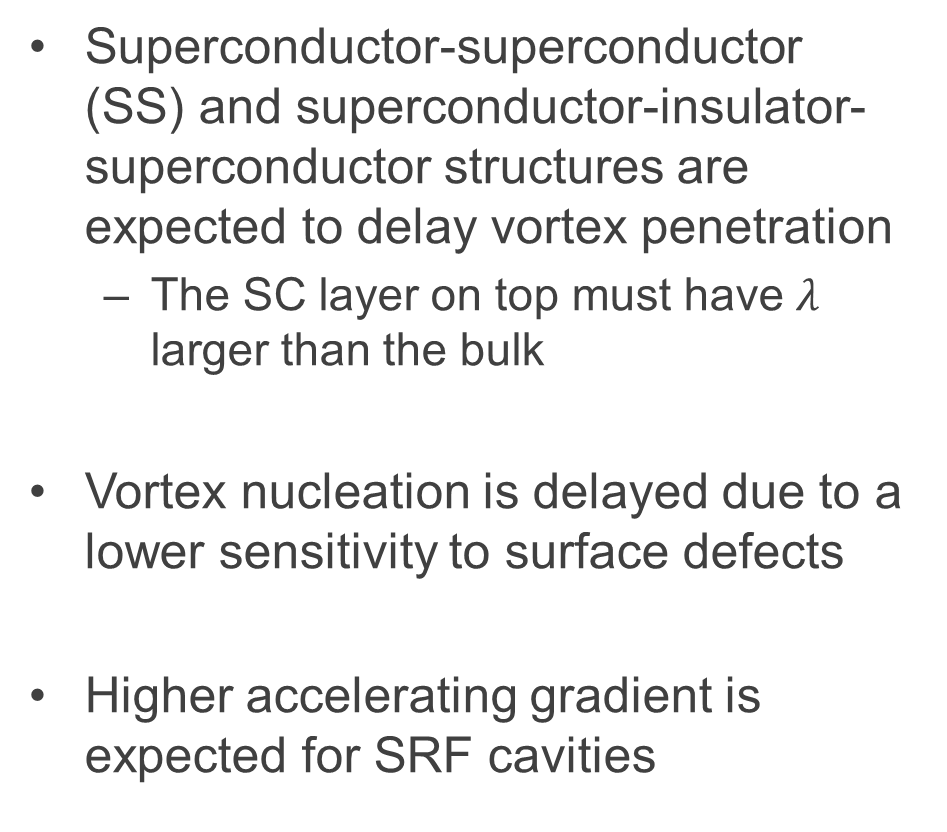 • Superconductor-superconductor
(SS) and superconductor-insulator-
superconductor structures are
expected to delay vortex penetration
– The SC layer on top must have λ
larger than the bulk
• Vortex nucleation is delayed due to a
lower sensitivity to surface defects
• Higher accelerating gradient is
expected for SRF cavities